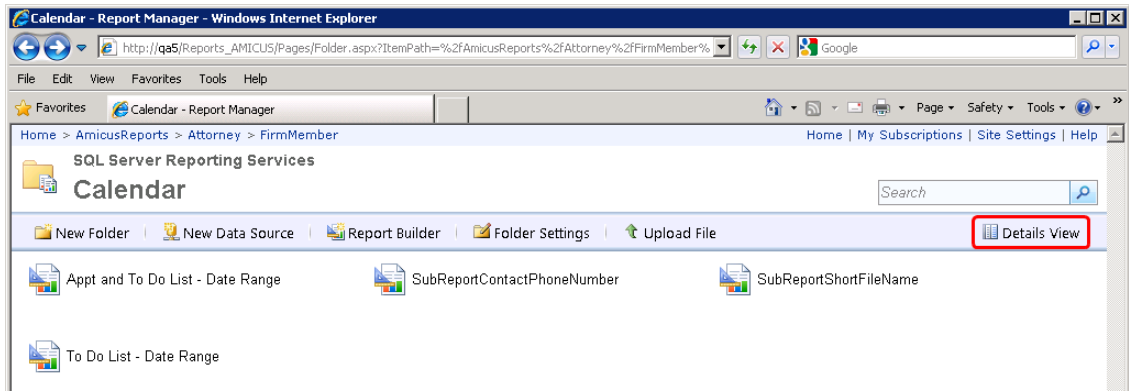 Calendar - Report Manager - Windows Internet Explorer
http://qa5/Reports_AMICUS/Pages/Folder.aspx?ItemPath=%2fAmicusReports%2fAttorney%2fFirmMember% Google
File Edit View Favorites Tools Help
Favorites Calendar - Report Manager Page Safety Tools
Home > AmicusReports > Attorney > FirmMember Home | My Subscriptions | Site Settings | Help
SQL Server Reporting Services
Calendar
Search
New Folder New Data Source Report Builder Folder Settings Upload File Details View
Appt and To Do List - Date Range SubReportContactPhoneNumber SubReportShortFileName
To Do List - Date Range